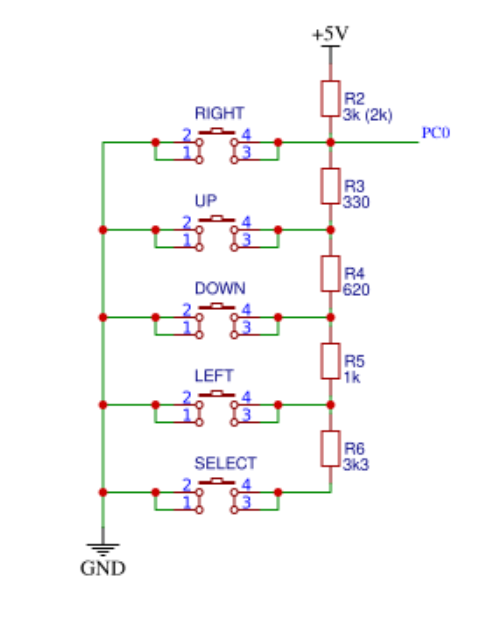 +5V
R2
3k (2k)
RIGHT
2 4
1 3
PC0
R3
330
UP
2 4
1 3
R4
620
DOWN
2 4
1 3
R5
1k
LEFT
2 4
1 3
R6
3k3
SELECT
2 4
1 3
GND